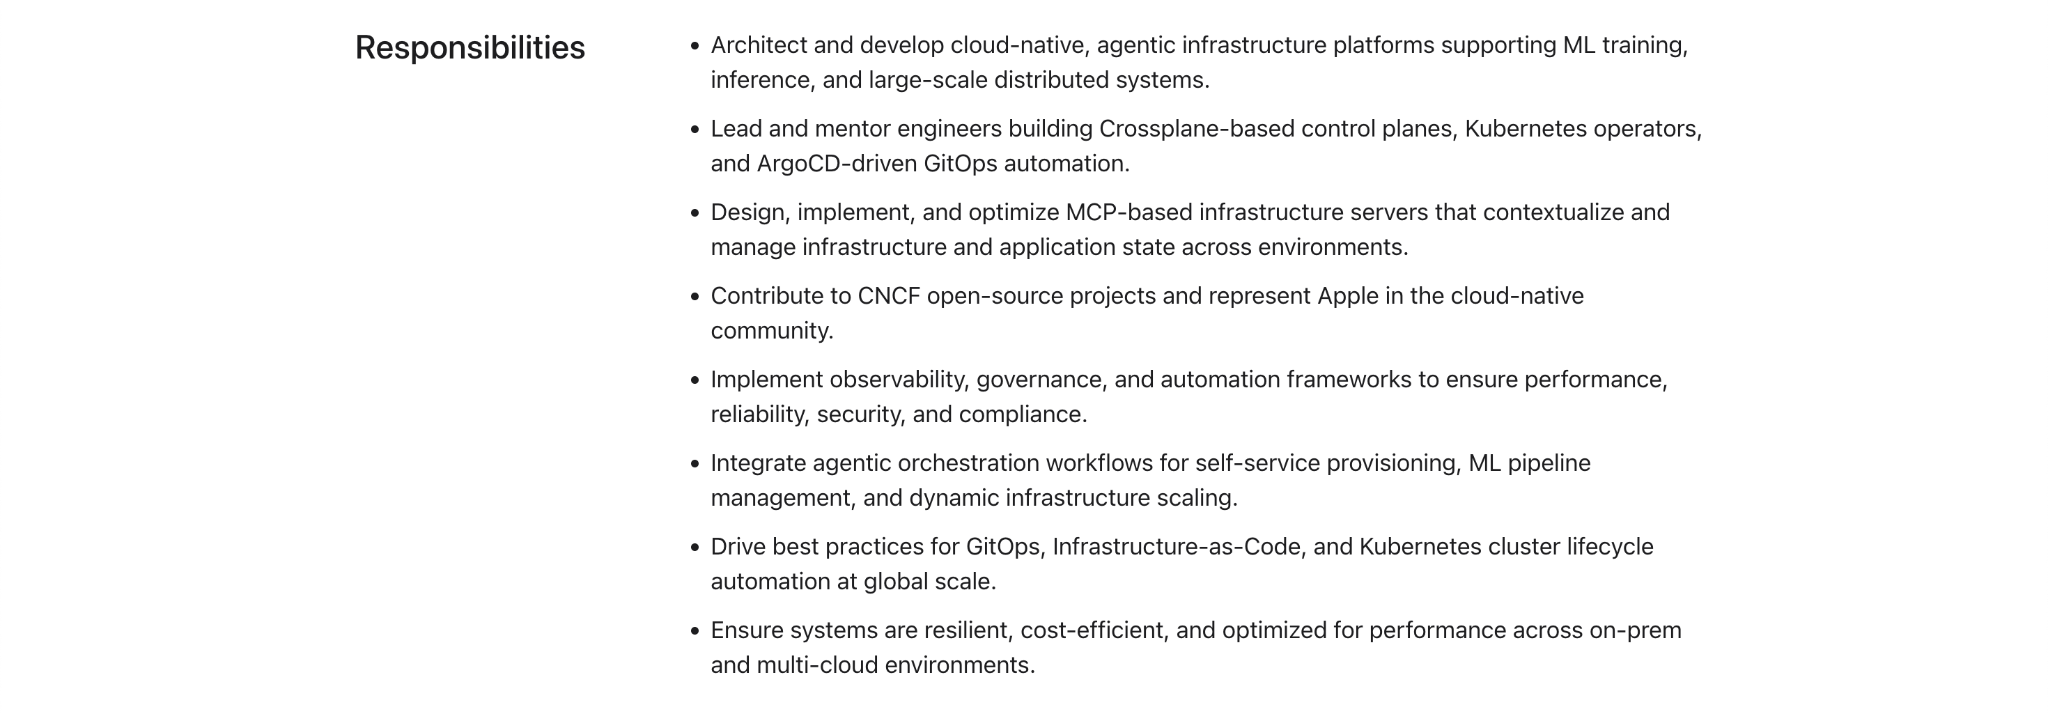 Responsibilities
• Architect and develop cloud-native, agentic infrastructure platforms supporting ML training,
inference, and large-scale distributed systems.
• Lead and mentor engineers building Crossplane-based control planes, Kubernetes operators,
and ArgoCD-driven GitOps automation.
• Design, implement, and optimize MCP-based infrastructure servers that contextualize and
manage infrastructure and application state across environments.
• Contribute to CNCF open-source projects and represent Apple in the cloud-native
community.
• Implement observability, governance, and automation frameworks to ensure performance,
reliability, security, and compliance.
• Integrate agentic orchestration workflows for self-service provisioning, ML pipeline
management, and dynamic infrastructure scaling.
• Drive best practices for GitOps, Infrastructure-as-Code, and Kubernetes cluster lifecycle
automation at global scale.
• Ensure systems are resilient, cost-efficient, and optimized for performance across on-prem
and multi-cloud environments.